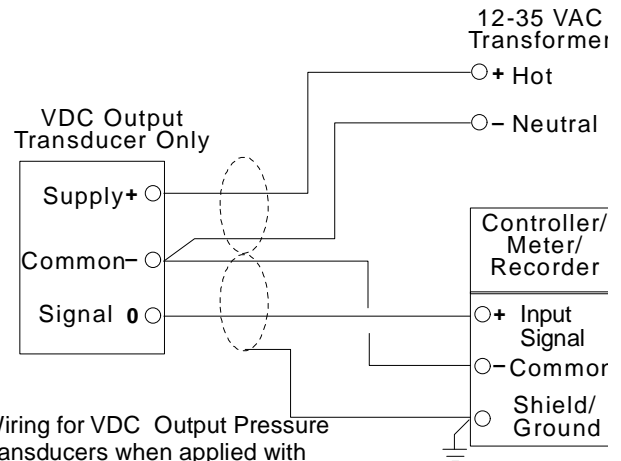 12-35 VAC
Transformer
+ Hot
– Neutral
VDC Output
Transducer Only
Supply+
Common–
Signal 0
Controller/
Meter/
Recorder
+ Input
Signal
–Common
Shield/
Ground
Wiring for VDC Output Pressure
Transducers when applied with